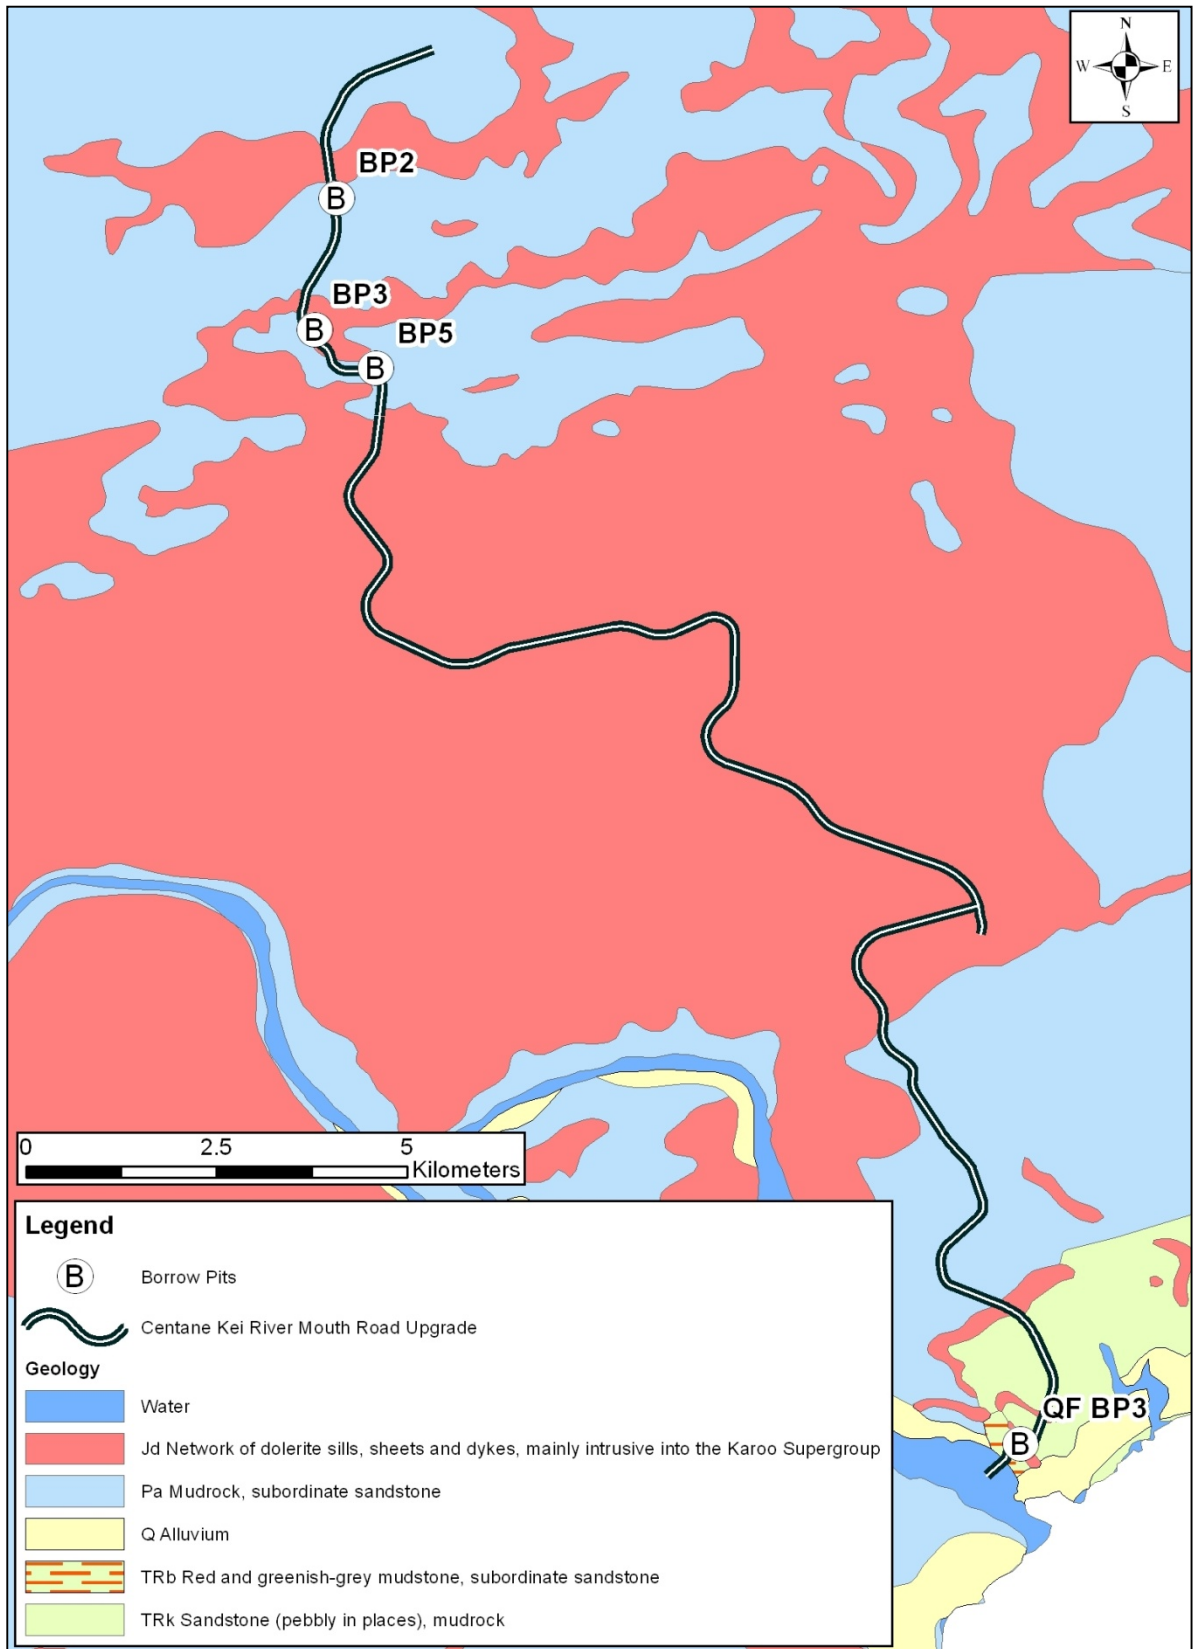 N
W E
S
BP2
B
BP3
B
BP5
B
0 2.5 5
Kilometers
Legend
B Borrow Pits
Centane Kei River Mouth Road Upgrade
Geology
Water
Jd Network of dolerite sills, sheets and dykes, mainly intrusive into the Karoo Supergroup
QF BP3
B
Pa Mudrock, subordinate sandstone
Q Alluvium
TRb Red and greenish-grey mudstone, subordinate sandstone
TRk Sandstone (pebbly in places), mudrock